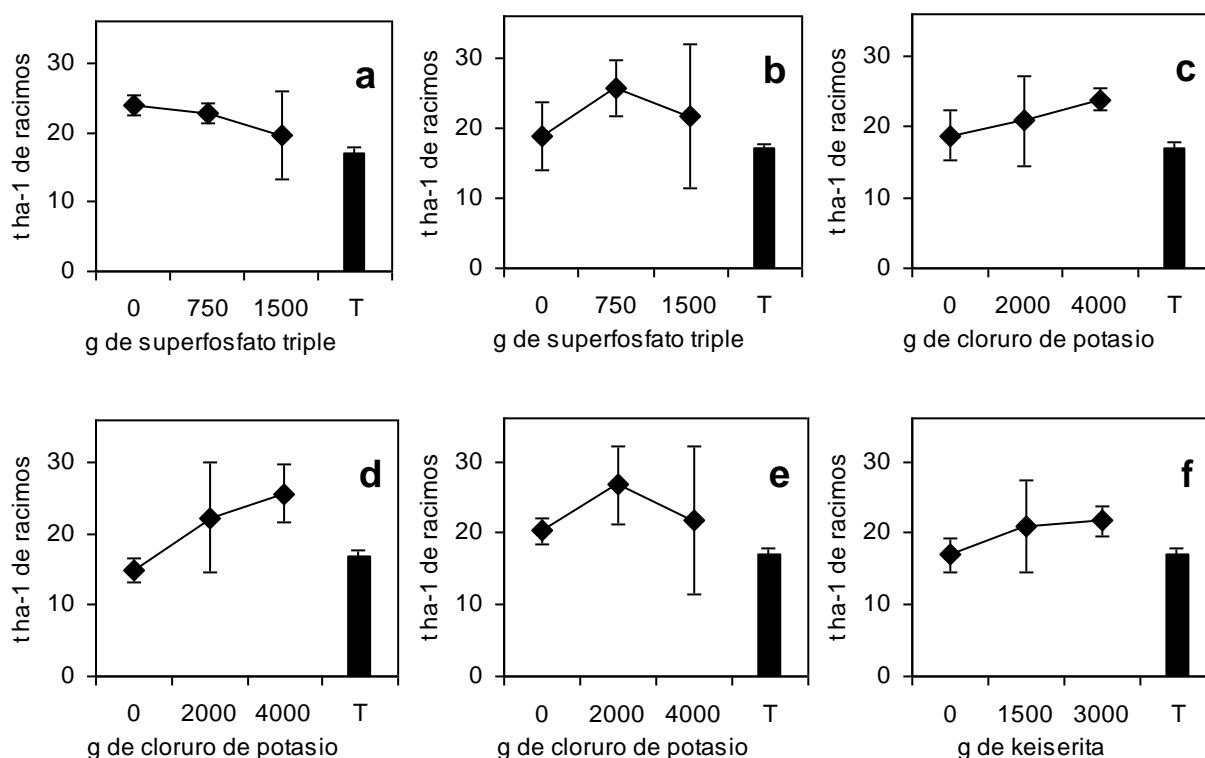 t ha-1 de racimos
30
20
10
0
a
0 750 1500 T
g de superfosfato triple
t ha-1 de racimos
30
20
10
0
b
0 750 1500 T
g de superfosfato triple
t ha-1 de racimos
30
20
10
0
c
0 2000 4000 T
g de cloruro de potasio
t ha-1 de racimos
30
20
10
0
d
0 2000 4000 T
g de cloruro de potasio
t ha-1 de racimos
30
20
10
0
e
0 2000 4000 T
g de cloruro de potasio
t ha-1 de racimos
30
20
10
0
f
0 1500 3000 T
g de keiserita